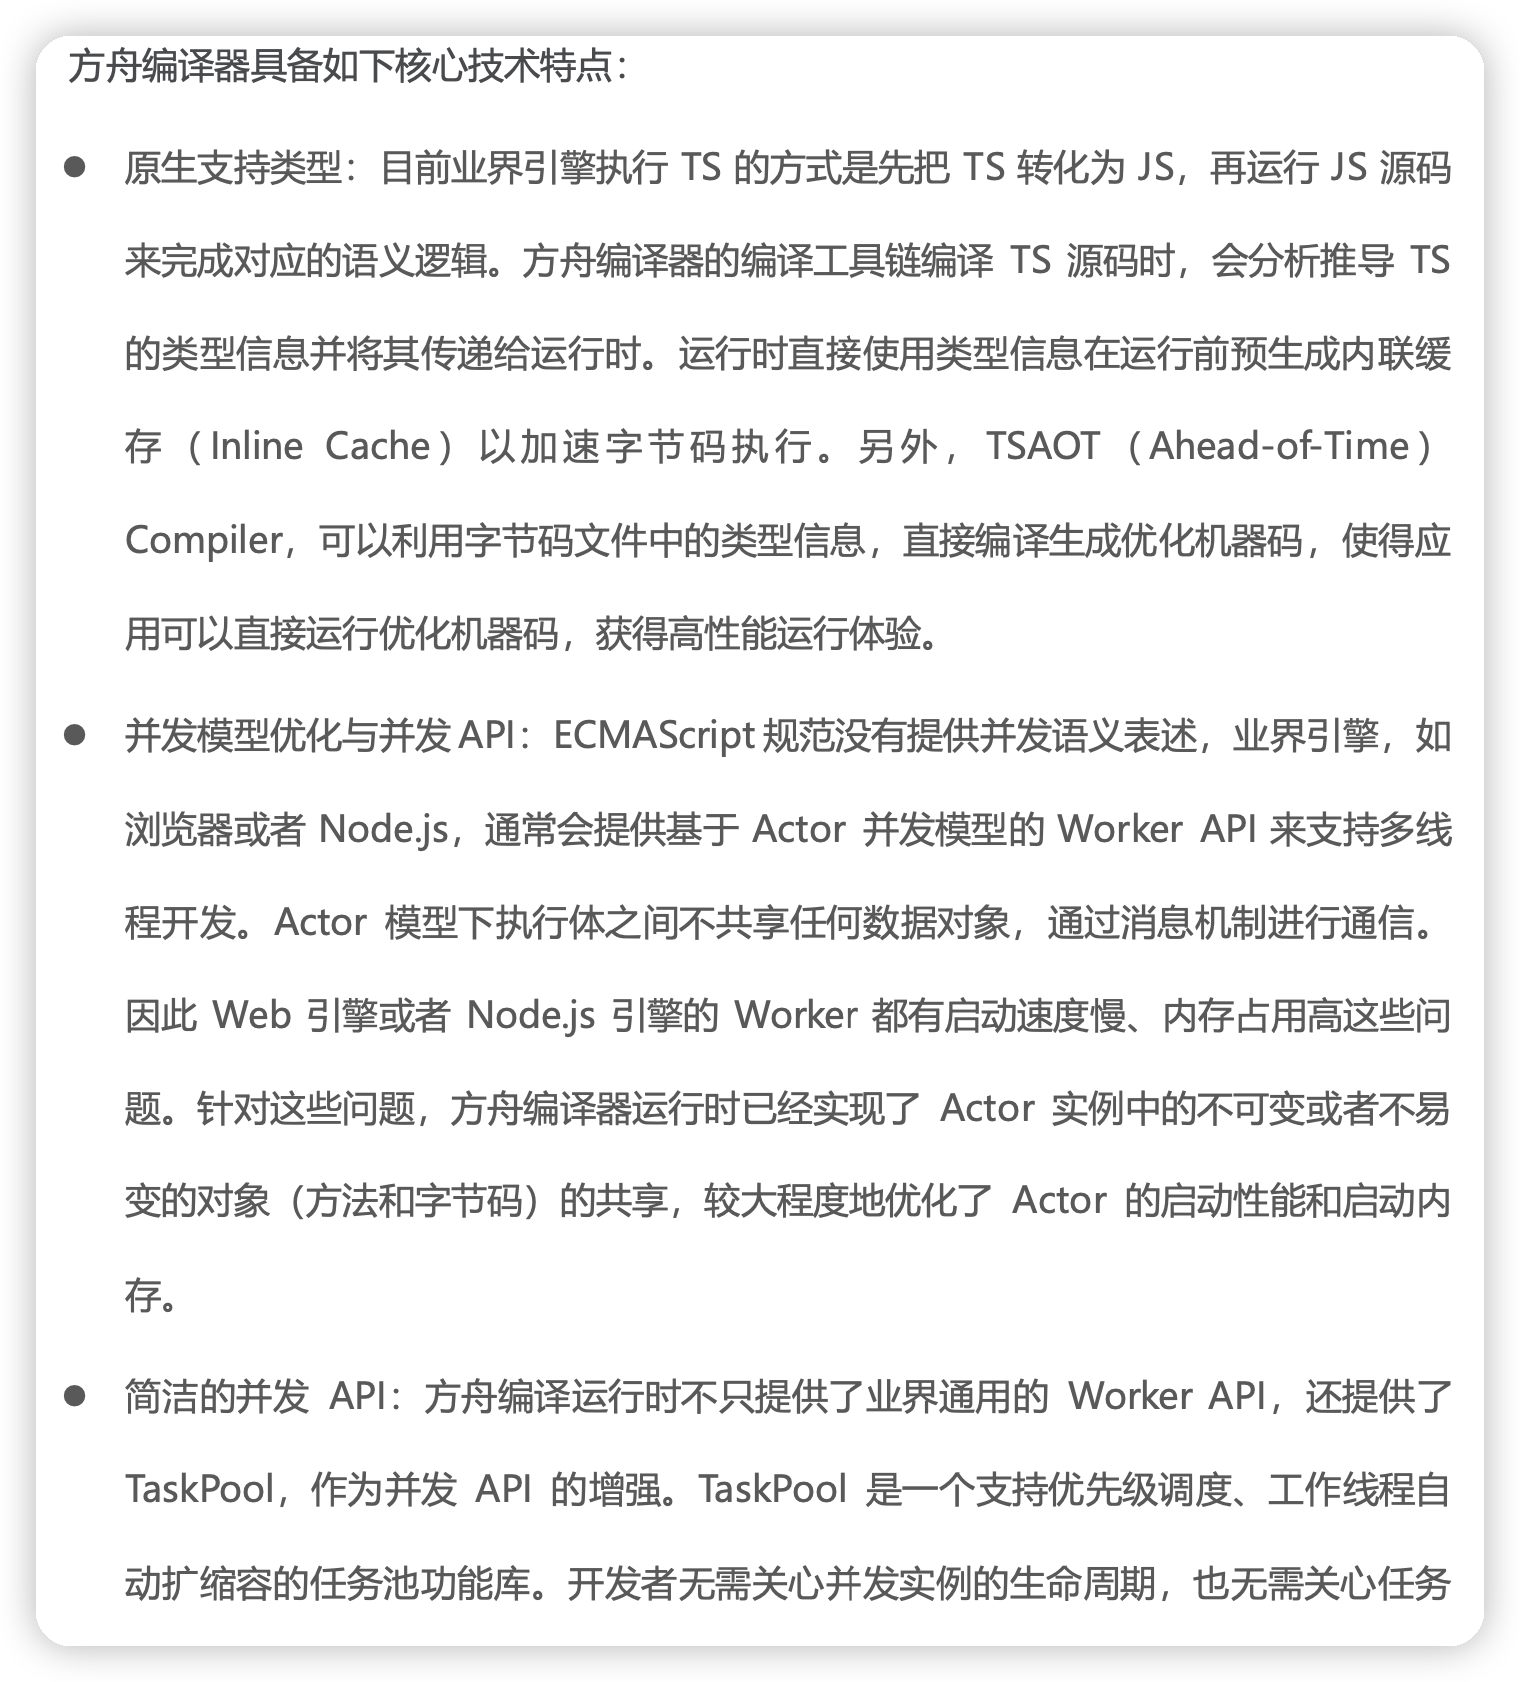 方舟编译器具备如下核心技术特点：
● 原生支持类型：目前业界引擎执行 TS 的方式是先把 TS 转化为 JS，再运行 JS 源码
来完成对应的语义逻辑。方舟编译器的编译工具链编译 TS 源码时，会分析推导 TS
的类型信息并将其传递给运行时。运行时直接使用类型信息在运行前预生成内联缓
存（Inline Cache）以加速字节码执行。另外，TSAOT（Ahead-of-Time）
Compiler，可以利用字节码文件中的类型信息，直接编译生成优化机器码，使得应
用可以直接运行优化机器码，获得高性能运行体验。
● 并发模型优化与并发 API：ECMAScript 规范没有提供并发语义表述，业界引擎，如
浏览器或者 Node.js，通常会提供基于 Actor 并发模型的 Worker API 来支持多线
程开发。Actor 模型下执行体之间不共享任何数据对象，通过消息机制进行通信。
因此 Web 引擎或者 Node.js 引擎的 Worker 都有启动速度慢、内存占用高这些问
题。针对这些问题，方舟编译器运行时已经实现了 Actor 实例中的不可变或者不易
变的对象（方法和字节码）的共享，较大程度地优化了 Actor 的启动性能和启动内
存。
● 简洁的并发 API：方舟编译运行时不只提供了业界通用的 Worker API，还提供了
TaskPool，作为并发 API 的增强。TaskPool 是一个支持优先级调度、工作线程自
动扩缩容的任务池功能库。开发者无需关心并发实例的生命周期，也无需关心任务